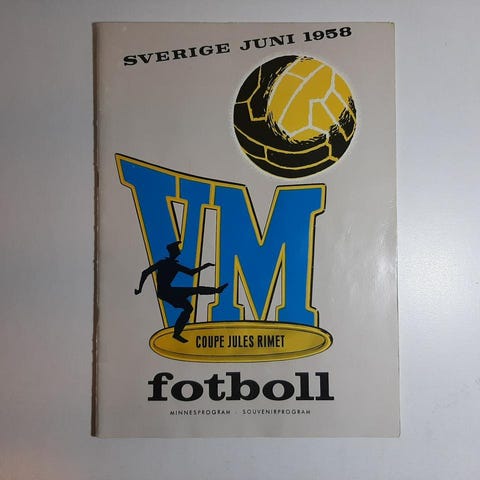 SVERIGE JUNI 1958
VM
COUPE JULES RIMET
fotboll
MINNESPROGRAM · SOUVENIRPROGRAM